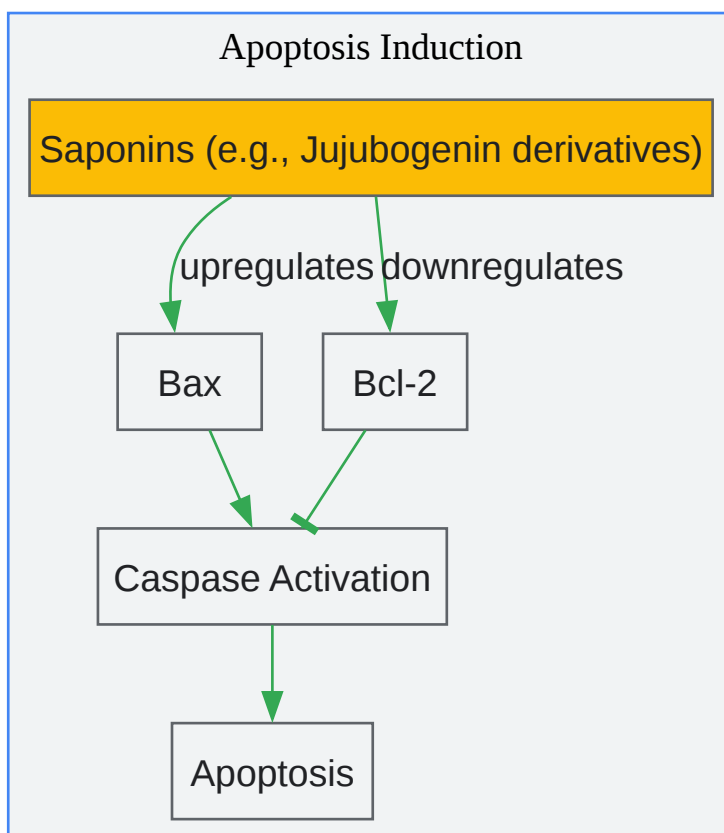 Apoptosis Induction
Saponins (e.g., Jujubogenin derivatives)
upregulates
downregulates
Bax
Bcl-2
Caspase Activation
Apoptosis